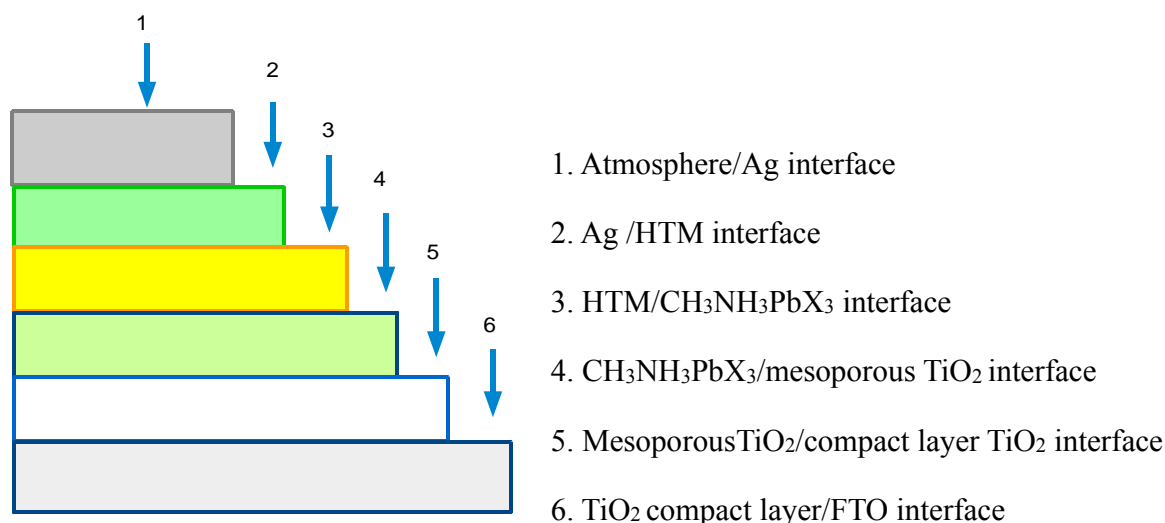 1
2
3
4
5
6
1. Atmosphere/Ag interface
2. Ag /HTM interface
3. HTM/CH₃NH₃PbX₃ interface
4. CH₃NH₃PbX₃/mesoporous TiO₂ interface
5. MesoporousTiO₂/compact layer TiO₂ interface
6. TiO₂ compact layer/FTO interface